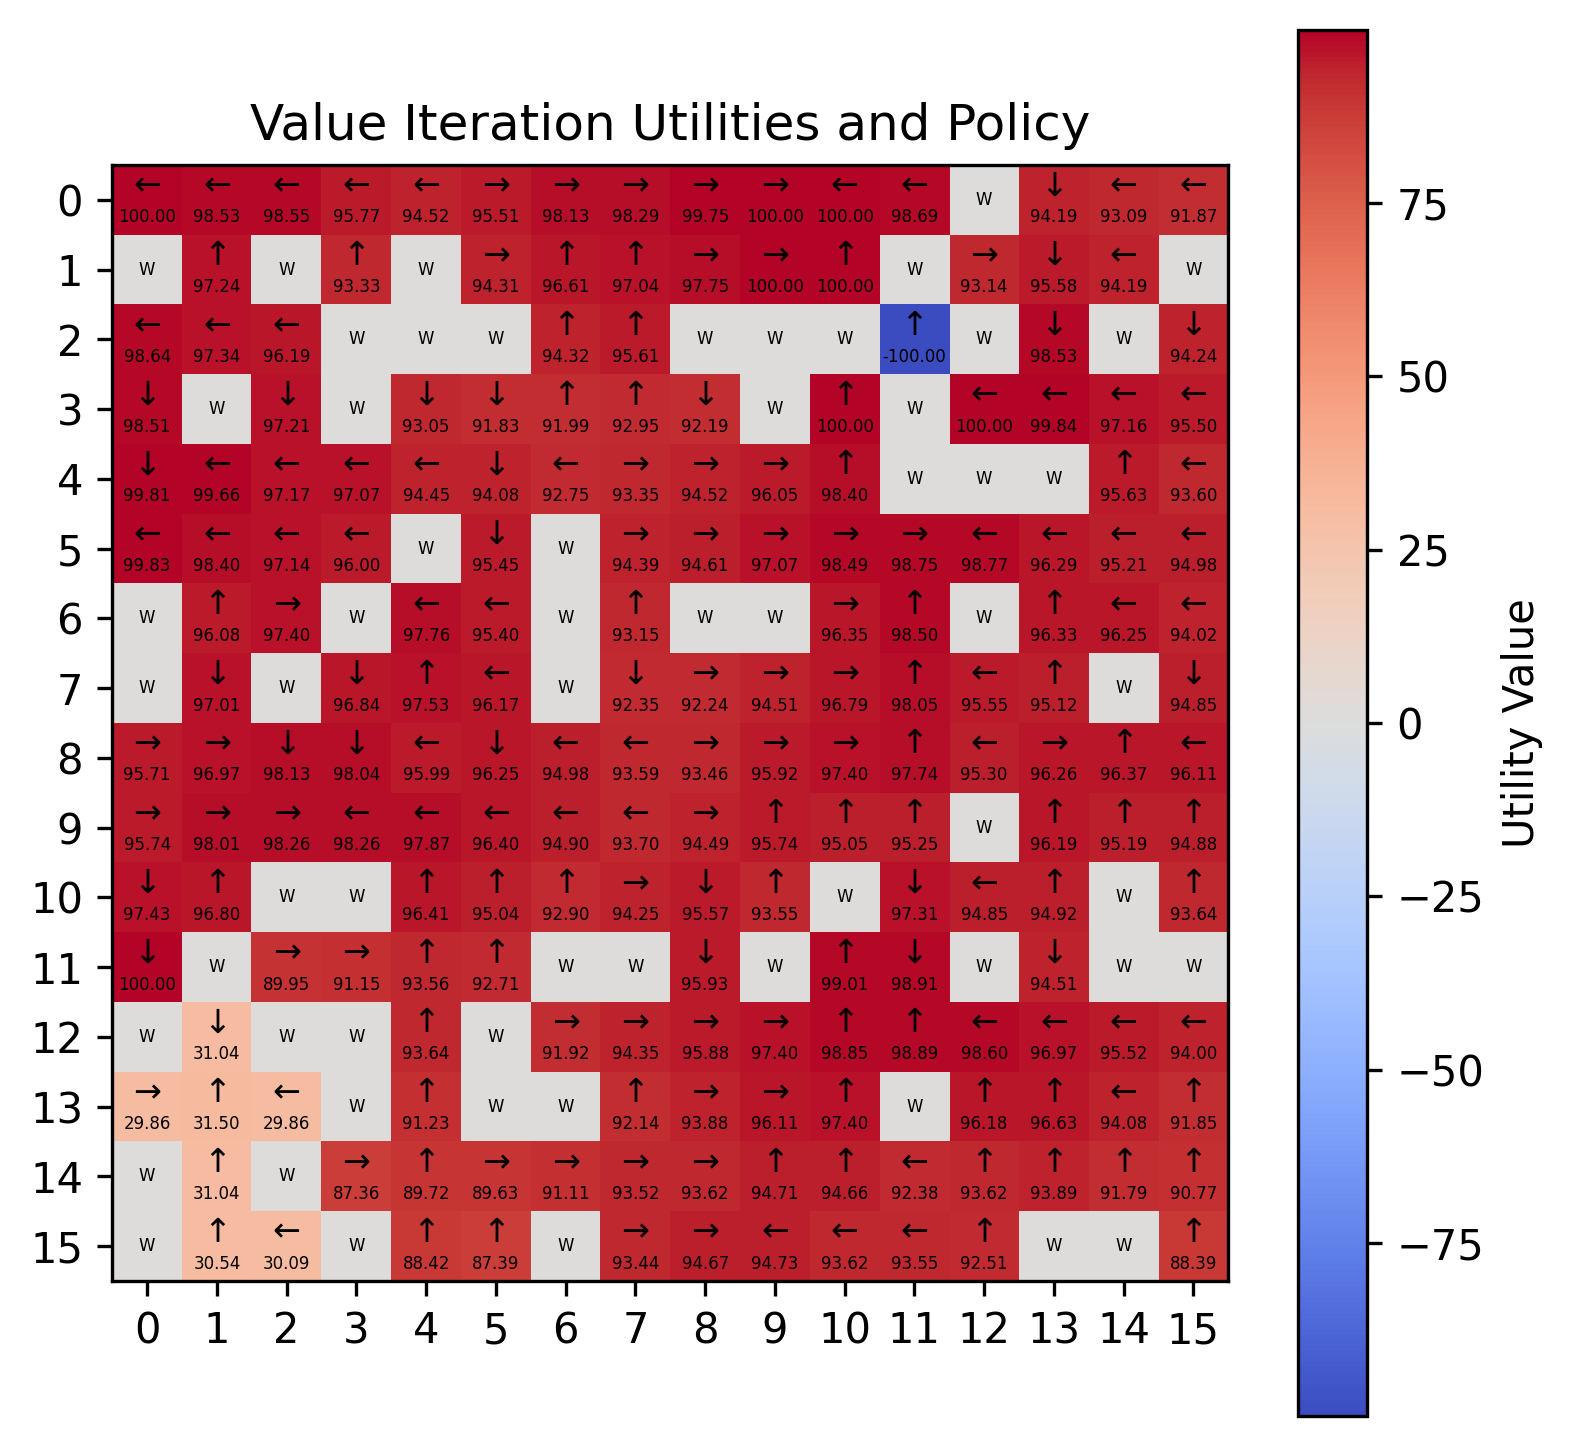 Value Iteration Utilities and Policy
0 ← ← ← ← ← → → → → → ← ← W ↓ ← ←
100.00 98.53 98.55 95.77 94.52 95.51 98.13 98.29 99.75 100.00 100.00 98.69 94.19 93.09 91.87
1 W ↑ W ↑ W → ↑ ↑ → → ↑ W → ↓ ← W
97.24 93.33 94.31 96.61 97.04 97.75 100.00 100.00 93.14 95.58 94.19
2 ← ← ← W W W ↑ ↑ W W W ↑ W ↓ W ↓
98.64 97.34 96.19 94.32 95.61 -100.00 98.53 94.24
3 ↓ W ↓ W ↓ ↓ ↑ ↑ ↓ W ↑ W ← ← ← ←
98.51 97.21 93.05 91.83 91.99 92.95 92.19 100.00 100.00 99.84 97.16 95.50
4 ↓ ← ← ← ← ↓ ← → → → ↑ W W W ↑ ←
99.81 99.66 97.17 97.07 94.45 94.08 92.75 93.35 94.52 96.05 98.40 95.63 93.60
5 ← ← ← ← W ↓ W → → → → → ← ← ← ←
99.83 98.40 97.14 96.00 95.45 94.39 94.61 97.07 98.49 98.75 98.77 96.29 95.21 94.98
6 W ↑ → W ← ← W ↑ W W → ↑ W ↑ ← ←
96.08 97.40 97.76 95.40 93.15 96.35 98.50 96.33 96.25 94.02
7 W ↓ W ↓ ↑ ← W ↓ → → → ↑ ← ↑ W ↓
97.01 96.84 97.53 96.17 92.35 92.24 94.51 96.79 98.05 95.55 95.12 94.85
8 → → ↓ ↓ ← ↓ ← ← → → → ↑ ← → ↑ ←
95.71 96.97 98.13 98.04 95.99 96.25 94.98 93.59 93.46 95.92 97.40 97.74 95.30 96.26 96.37 96.11
9 → → → ← ← ← ← ← → ↑ ↑ ↑ W ↑ ↑ ↑
95.74 98.01 98.26 98.26 97.87 96.40 94.90 93.70 94.49 95.74 95.05 95.25 96.19 95.19 94.88
10 ↓ ↑ W W ↑ ↑ ↑ → ↓ ↑ W ↓ ← ↑ W ↑
97.43 96.80 96.41 95.04 92.90 94.25 95.57 93.55 97.31 94.85 94.92 93.64
11 ↓ W → → ↑ ↑ W W ↓ W ↑ ↓ W ↓ W W
100.00 89.95 91.15 93.56 92.71 95.93 99.01 98.91 94.51
12 W ↓ W W ↑ W → → → → ↑ ↑ ← ← ← ←
31.04 93.64 91.92 94.35 95.88 97.40 98.85 98.89 98.60 96.97 95.52 94.00
13 → ↑ ← W ↑ W W ↑ → → ↑ W ↑ ↑ ← ↑
29.86 31.50 29.86 91.23 92.14 93.88 96.11 97.40 96.18 96.63 94.08 91.85
14 W ↑ W → ↑ → → → → ↑ ↑ ← ↑ ↑ ↑ ↑
31.04 87.36 89.72 89.63 91.11 93.52 93.62 94.71 94.66 92.38 93.62 93.89 91.79 90.77
15 W ↑ ← W ↑ ↑ W → → ← ← ← ↑ W W ↑
30.54 30.09 88.42 87.39 93.44 94.67 94.73 93.62 93.55 92.51 88.39
0 1 2 3 4 5 6 7 8 9 10 11 12 13 14 15
75
50
25
0
−25
−50
−75
Utility Value